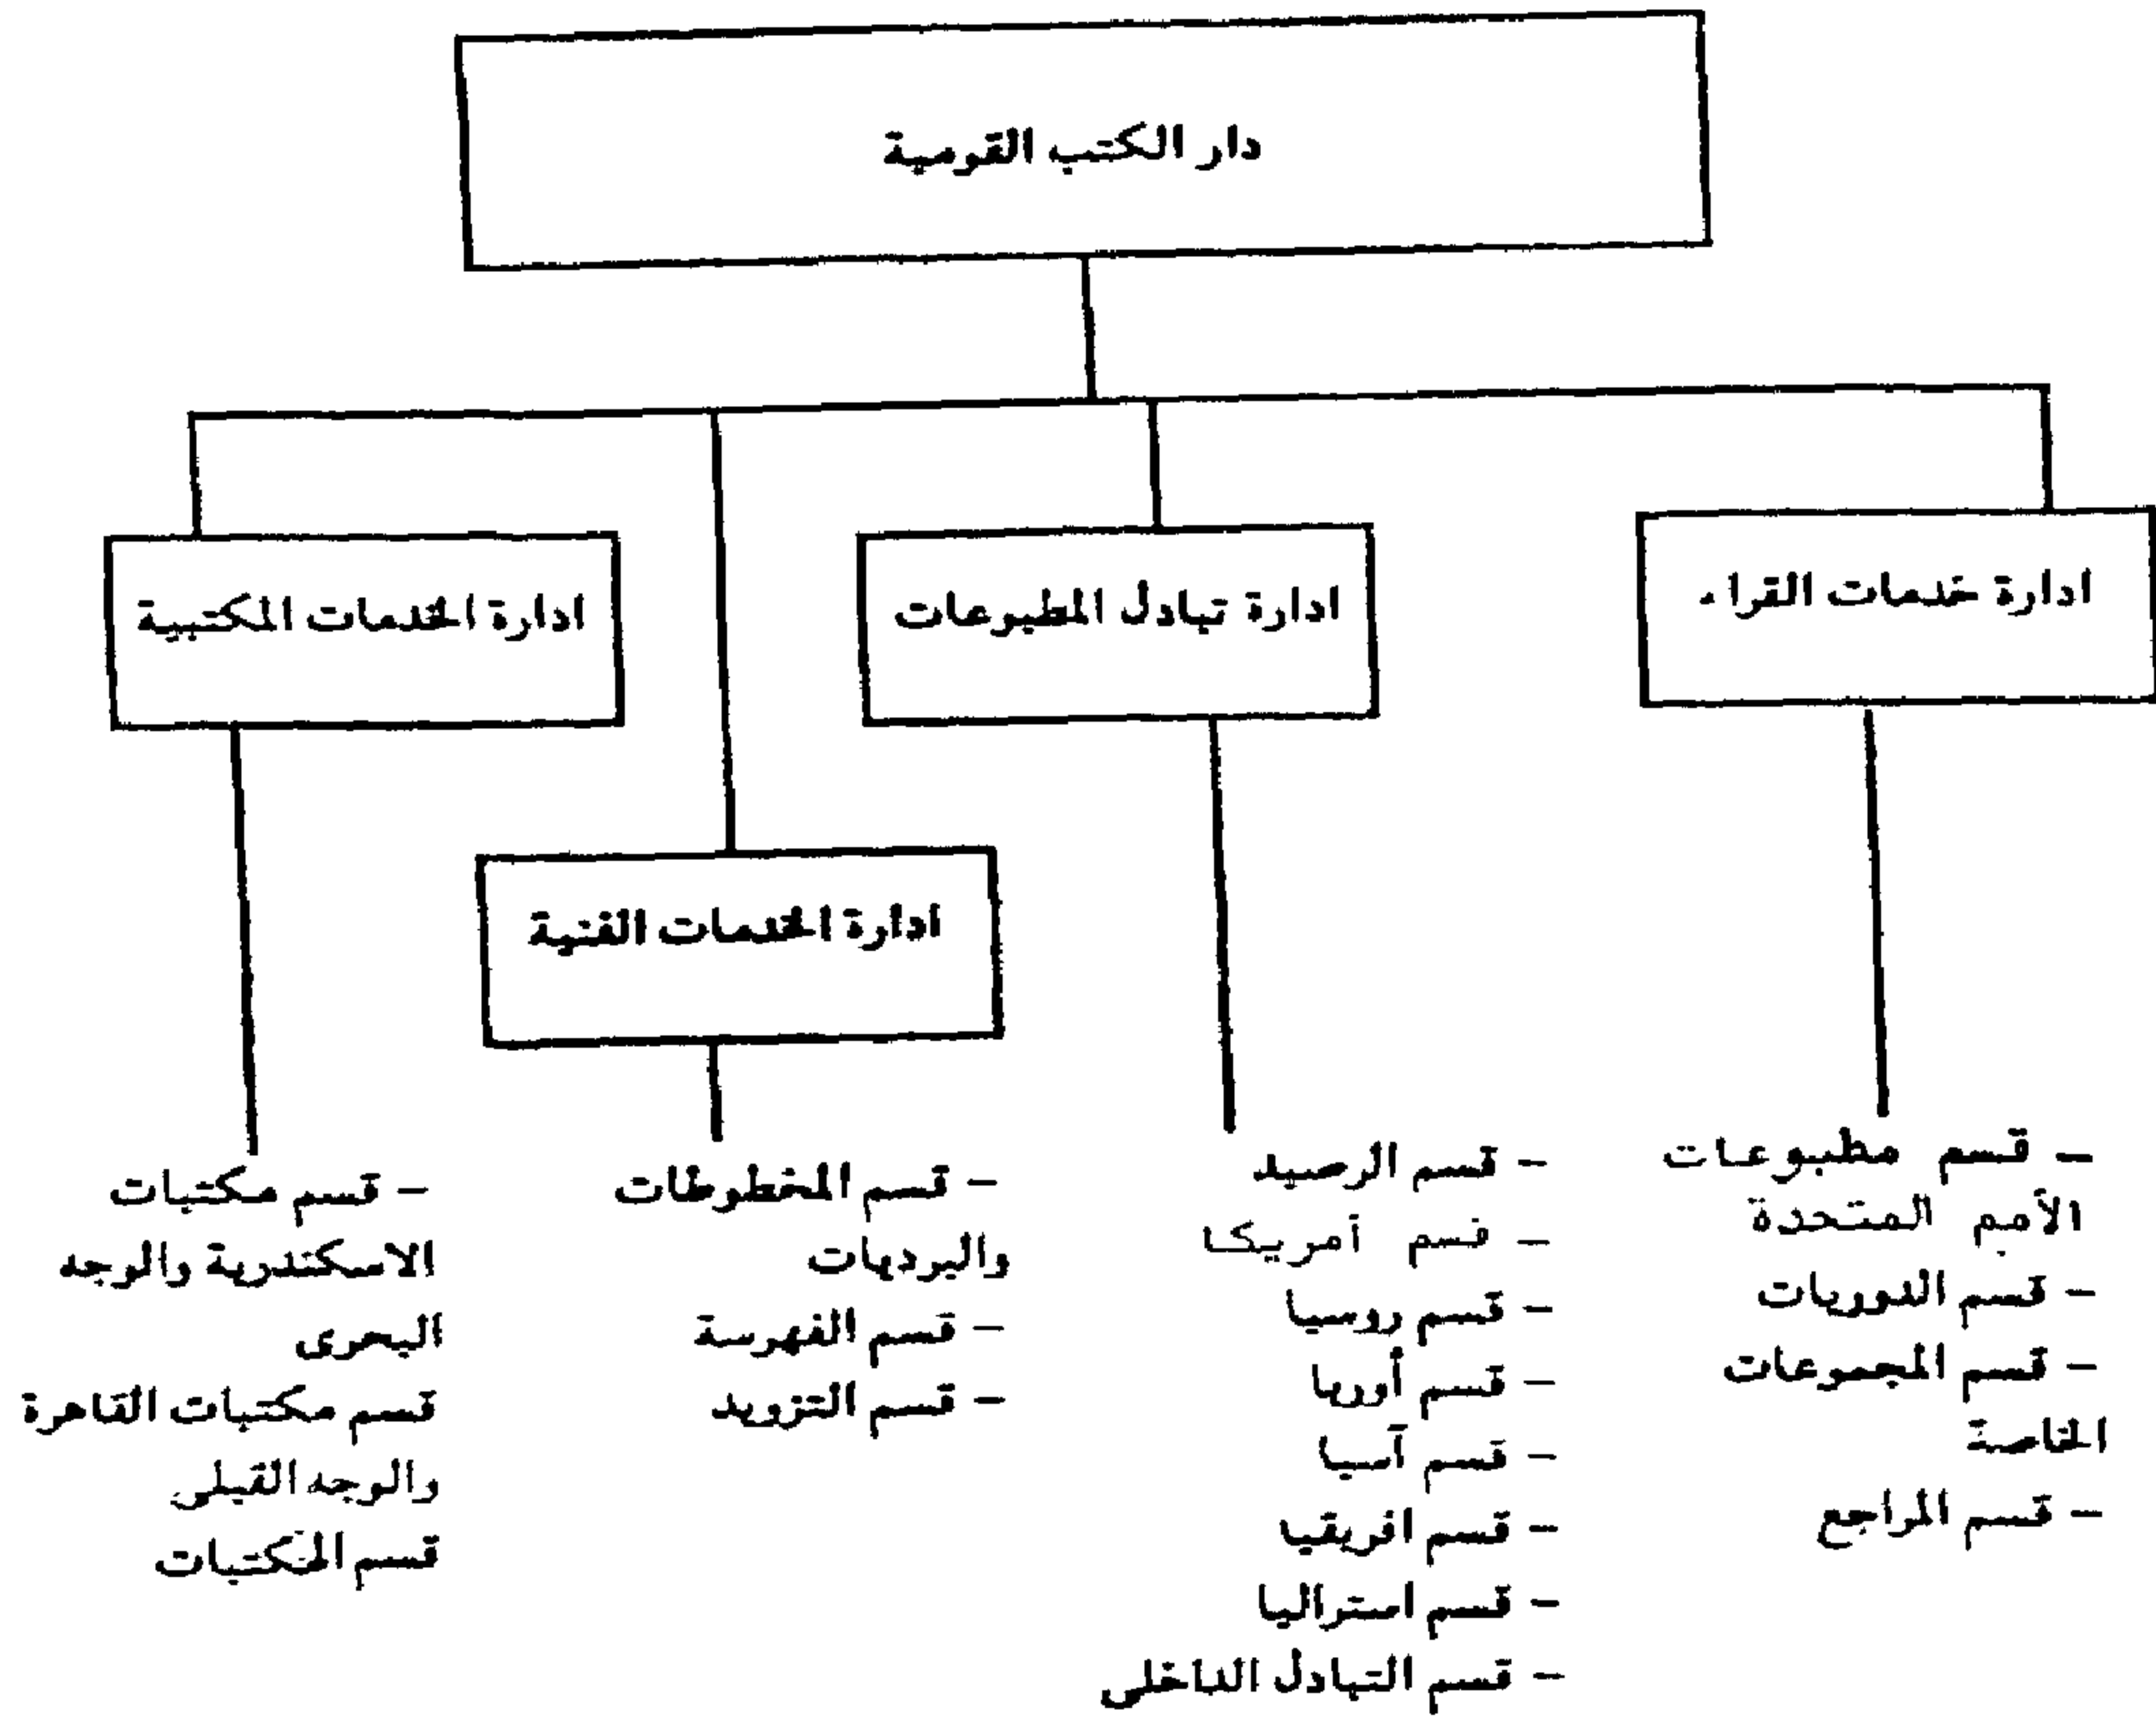 دار الكتب القومية
ادارة خدمات القراء
ادارة تبادل المطبوعات
ادارة الخدمات المكتبية
ادارة الخدمات الفنية
– قسم مطبوعات
الأمم المتحدة
– قسم الدوريات
– قسم المجموعات
الخاصة
– قسم المراجع
– قسم الرصيد
– قسم أمريكا
– قسم روسيا
– قسم أوربا
– قسم آسيا
– قسم افريقيا
– قسم استراليا
– قسم التبادل الداخلى
– قسم المخطوطات
والبرديات
– قسم الفهرسة
– قسم التزويد
– قسم مكتبات
الاسكندرية والوجه
البحرى
قسم مكتبات القاهرة
والوجه القبلى
قسم المكتبات